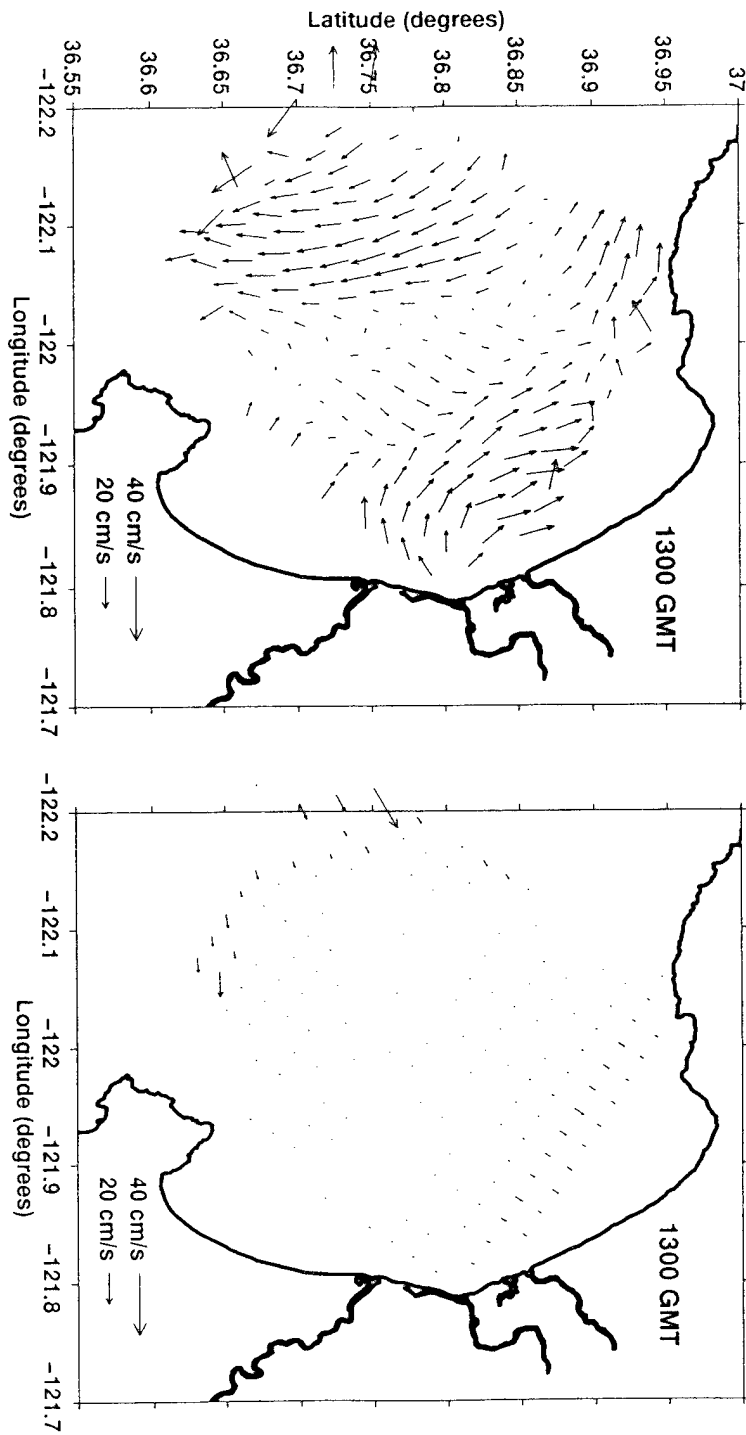 Latitude (degrees)
37
36.95
36.9
36.85
36.8
36.75
36.7
36.65
36.6
36.55
1300 GMT
40 cm/s
20 cm/s
-122.2
-122.1
-122
-121.9
-121.8
-121.7
Longitude (degrees)
1300 GMT
40 cm/s
20 cm/s
-122.2
-122.1
-122
-121.9
-121.8
-121.7
Longitude (degrees)